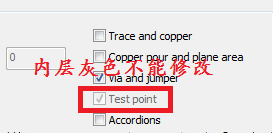 Trace and copper
0
Copper pour and plane area
内层灰色不能修改
Via and jumper
Test point
Accordions